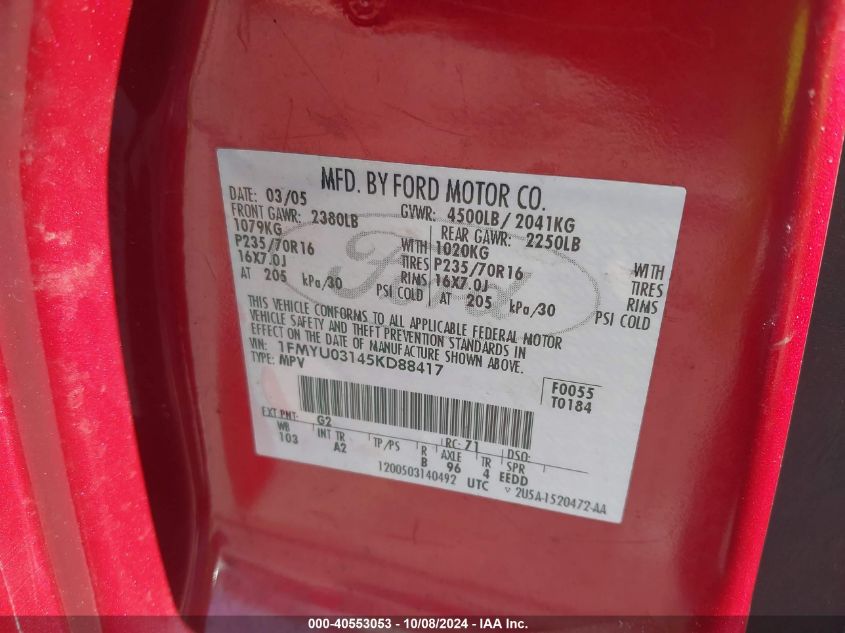 MFD. BY FORD MOTOR CO.
DATE: 03/05 GVWR: 4500LB/ 2041KG
FRONT GAWR: 2380LB REAR GAWR: 2250LB
1079KG WITH 1020KG WITH
P235/70R16 TIRES P235/70R16 TIRES
16X7.0J RIMS 16X7.0J RIMS
AT 205 kPa/30 PSI COLD AT 205 kPa/30 PSI COLD
Ford
THIS VEHICLE CONFORMS TO ALL APPLICABLE FEDERAL MOTOR
VEHICLE SAFETY AND THEFT PREVENTION STANDARDS IN
EFFECT ON THE DATE OF MANUFACTURE SHOWN ABOVE.
VIN: 1FMYU03145KD88417
TYPE: MPV
F0055
T0184
EXT PNT: G2 RC: 71 DSO:
WB INT TR TP/PS R AXLE TR SPR
103 A2 B 96 4 EEDD
1200503140492 UTC 2U5A-1520472-AA
000-40553053 - 10/08/2024 - IAA Inc.